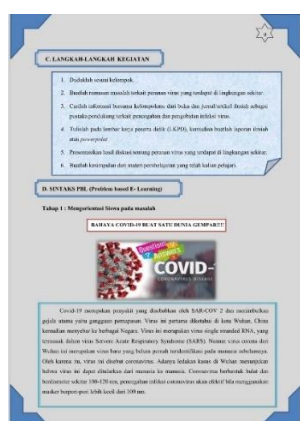 C. LANGKAH-LANGKAH KEGIATAN
1. Duduklah sesuai kelompok.
2. Buatlah rumusan masalah terkait peranan virus yang terdapat di lingkungan sekitar.
3. Carilah informasi bersama kelompokmu dari buku dan jurnal/artikel ilmiah sebagai
pustaka pendukung terkait pencegahan dan pengobatan infeksi virus.
4. Tulislah pada lembar kerja peserta didik (LKPD), kemudian buatlah laporan ilmiah
atau powerpoint
5. Presentasikan hasil diskusi tentang peranan virus yang terdapat di lingkungan sekitar.
6. Buatlah kesimpulan dari materi pembelajaran yang telah kalian pelajari.
D. SINTAKS PBL (Problem based E- Learning)
Tahap 1 : Mengorientasi Siswa pada masalah
BAHAYA COVID-19 BUAT SATU DUNIA GEMPAR!!!
Questions
Answers
COVID-
CORONAVIRUS DISEASE
Covid-19 merupakan penyakit yang disebabkan oleh SAR-COV 2 dan menimbulkan
gejala utama yaitu gangguan pernapasan. Virus ini pertama diketahui di kota Wuhan, China
kemudian menyebar ke berbagai Negara. Virus ini merupakan virus single stranded RNA, yang
termasuk dalam virus Severe Acute Respiratory Syndrome (SARS). Namun virus corona dari
Wuhan ini merupakan virus baru yang belum pernah teridentifikasi pada manusia sebelumnya.
Oleh karena itu, virus ini disebut coronavirus. Adanya ledakan kasus di Wuhan menunjukan
bahwa virus ini dapat ditularkan dari manusia ke manusia. Coronavirus berbentuk bulat dan
berdiameter sekitar 100-120 nm, pencegahan infeksi coronavirus akan efektif bila menggunakan
masker berpori-pori lebih kecil dari 100 nm.